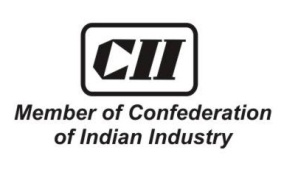 CII
Member of Confederation
of Indian Industry